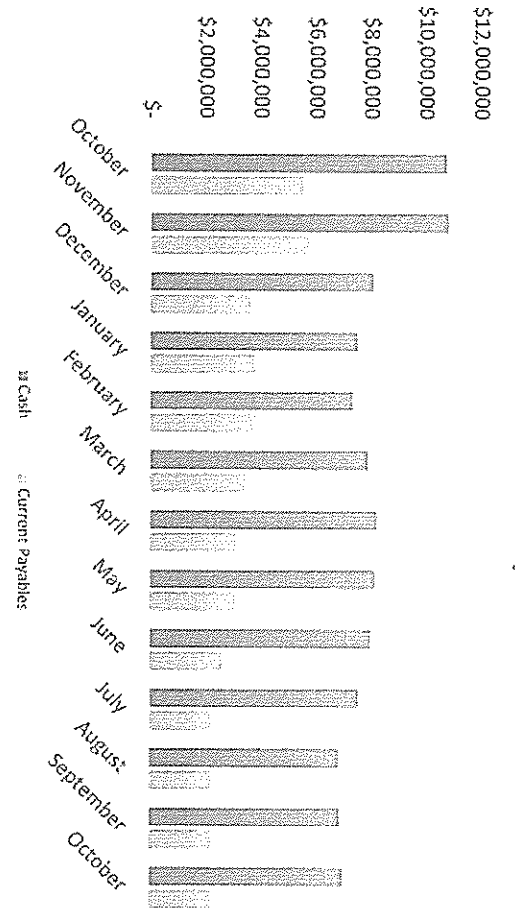 $12,000,000
$10,000,000
$8,000,000
$6,000,000
$4,000,000
$2,000,000
$-
October
November
December
January
February
March
April
May
June
July
August
September
October
Cash
Current Payables